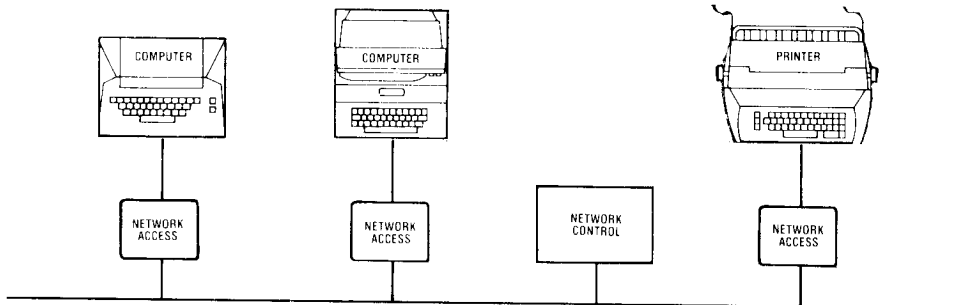 COMPUTER
COMPUTER
PRINTER
NETWORK
ACCESS
NETWORK
ACCESS
NETWORK
CONTROL
NETWORK
ACCESS